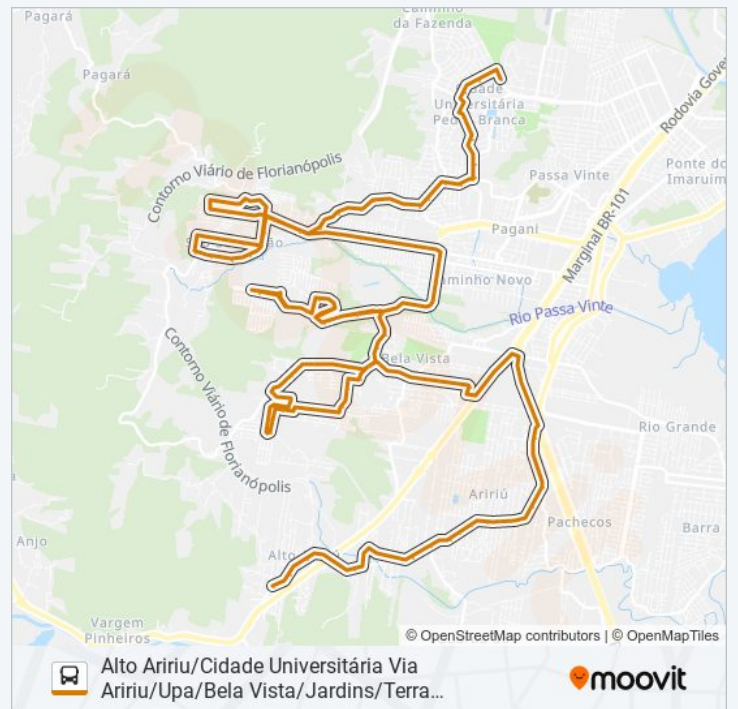 Caminho
da Fazenda
Pagará
Pagará
Rodovia Gove
Universitária
Pedra Branca
Contorno Viário de Florianópolis
Passa Vinte
Ponte do
Imaruim
Marginal BR-101
Pagani
Caminho Novo
Rio Passa Vinte
Contorno Viário de Florianópolis
Bela Vista
Rio Grande
Aririú
Pachecos
Barra
Anjo
Alto
Vargem
Pinheiros
© OpenStreetMap contributors | © OpenMapTiles
Alto Aririu/Cidade Universitária Via
Aririu/Upa/Bela Vista/Jardins/Terra...
moovit